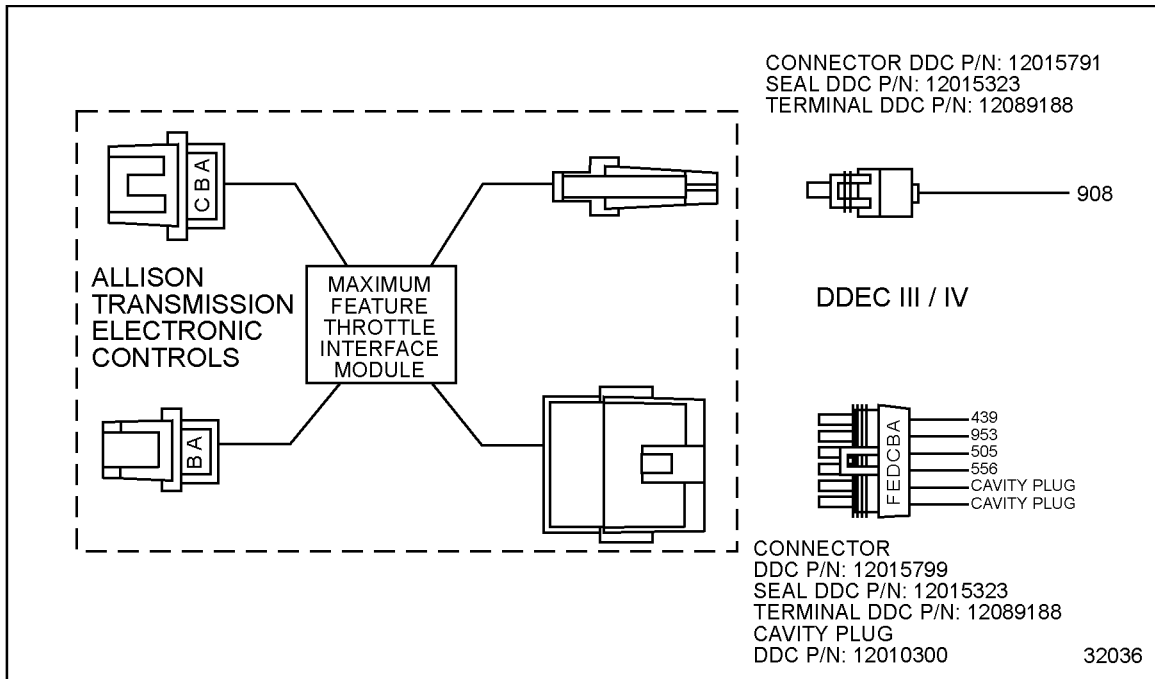 CONNECTOR DDC P/N: 12015791
SEAL DDC P/N: 12015323
TERMINAL DDC P/N: 12089188
C B A
908
ALLISON
TRANSMISSION
ELECTRONIC
CONTROLS
MAXIMUM
FEATURE
THROTTLE
INTERFACE
MODULE
DDEC III / IV
B A
FEDCBA
439
953
505
556
CAVITY PLUG
CAVITY PLUG
CONNECTOR
DDC P/N: 12015799
SEAL DDC P/N: 12015323
TERMINAL DDC P/N: 12089188
CAVITY PLUG
DDC P/N: 12010300
32036